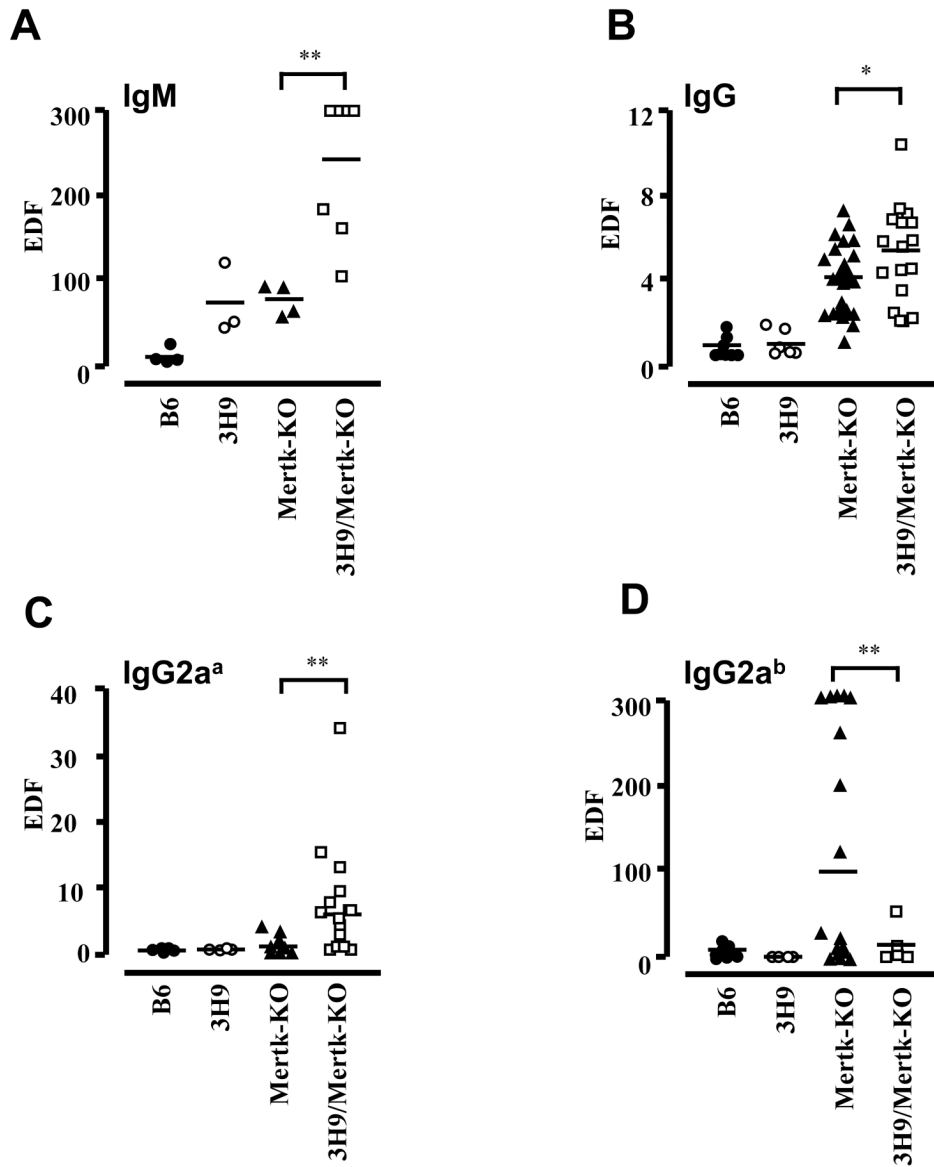 A
**
IgM
300
200
100
0
EDF
B6
3H9
Mertk-KO
3H9/Mertk-KO
B
*
IgG
12
8
4
0
EDF
B6
3H9
Mertk-KO
3H9/Mertk-KO
C
**
IgG2aᵃ
40
30
20
10
0
EDF
B6
3H9
Mertk-KO
3H9/Mertk-KO
D
**
IgG2aᵇ
300
200
100
0
EDF
B6
3H9
Mertk-KO
3H9/Mertk-KO